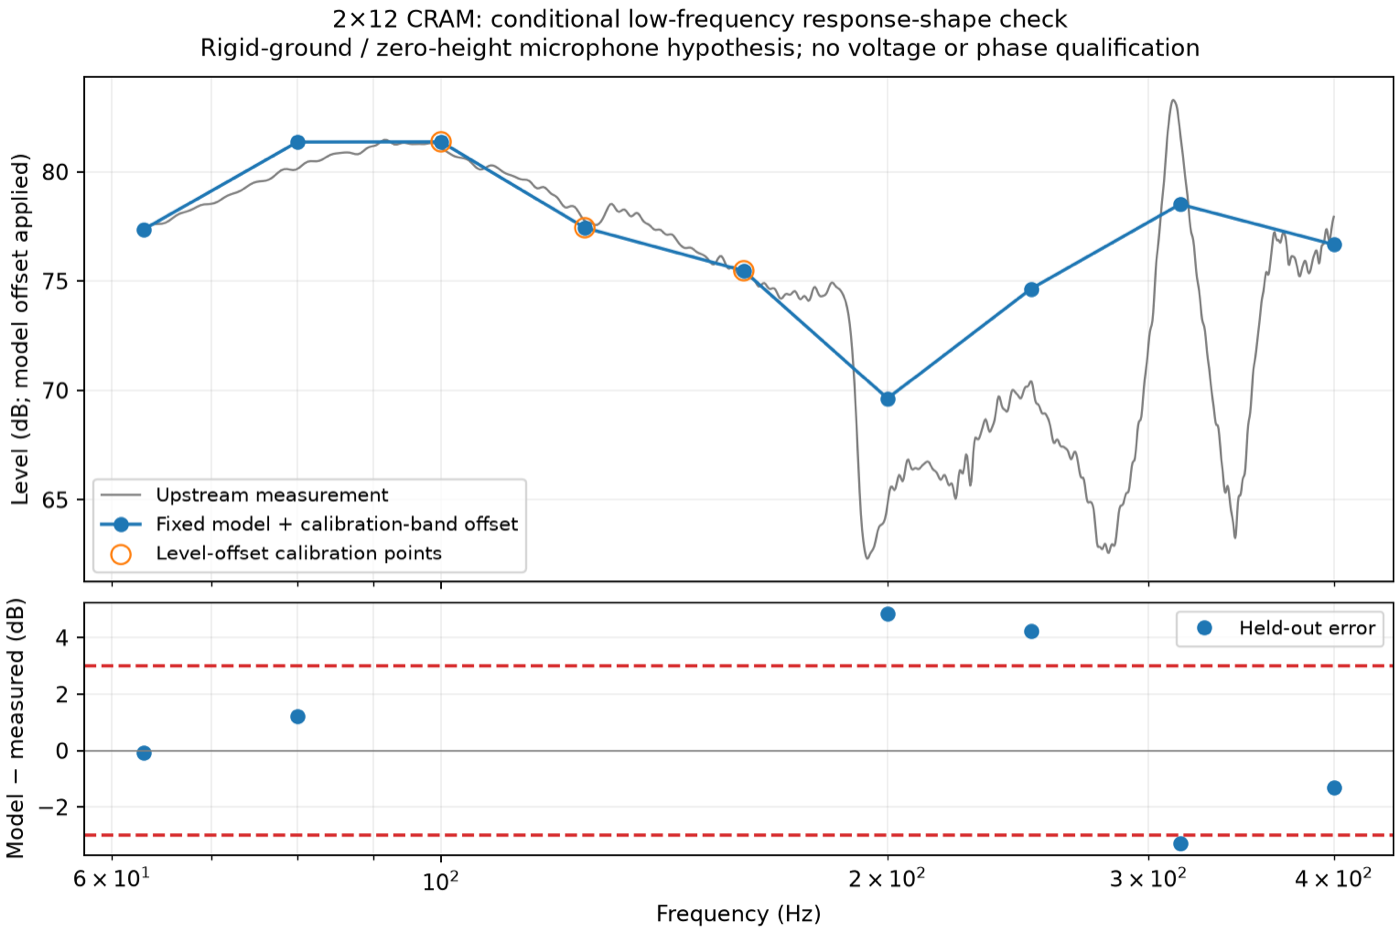 2×12 CRAM: conditional low-frequency response-shape check
Rigid-ground / zero-height microphone hypothesis; no voltage or phase qualification
Level (dB; model offset applied)
80
75
70
65
Upstream measurement
Fixed model + calibration-band offset
Level-offset calibration points
Model − measured (dB)
4
2
0
−2
Held-out error
6 × 10¹
10²
2 × 10²
3 × 10²
4 × 10²
Frequency (Hz)